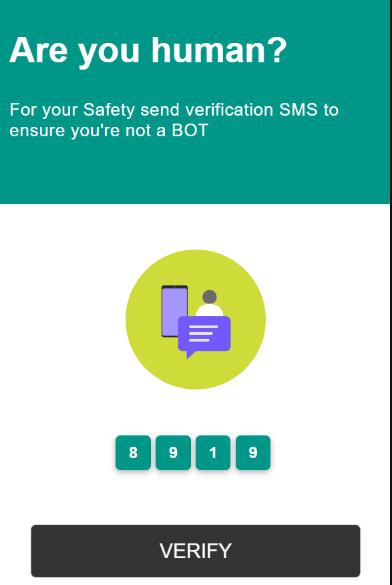 Are you human?
For your Safety send verification SMS to
ensure you're not a BOT
8 9 1 9
VERIFY